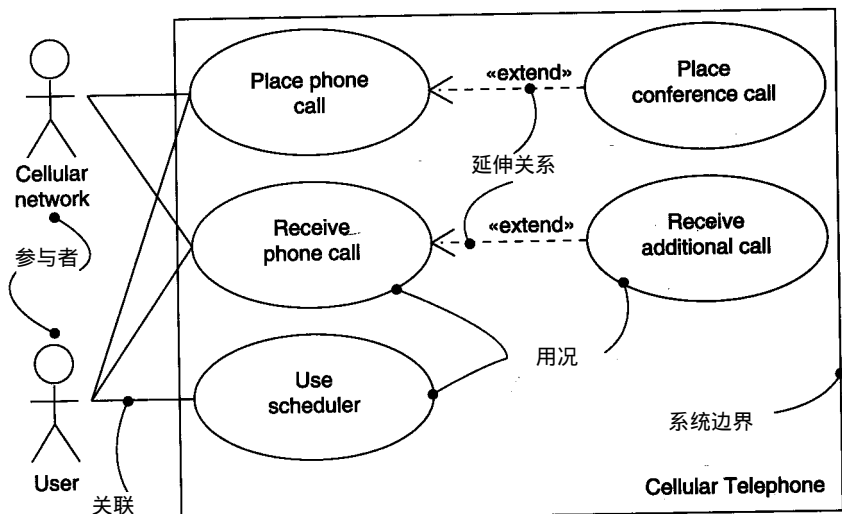 Place phone
call
«extend»
Place
conference call
Cellular
network
延伸关系
参与者
Receive
phone call
«extend»
Receive
additional call
Use
scheduler
用况
系统边界
User
关联
Cellular Telephone